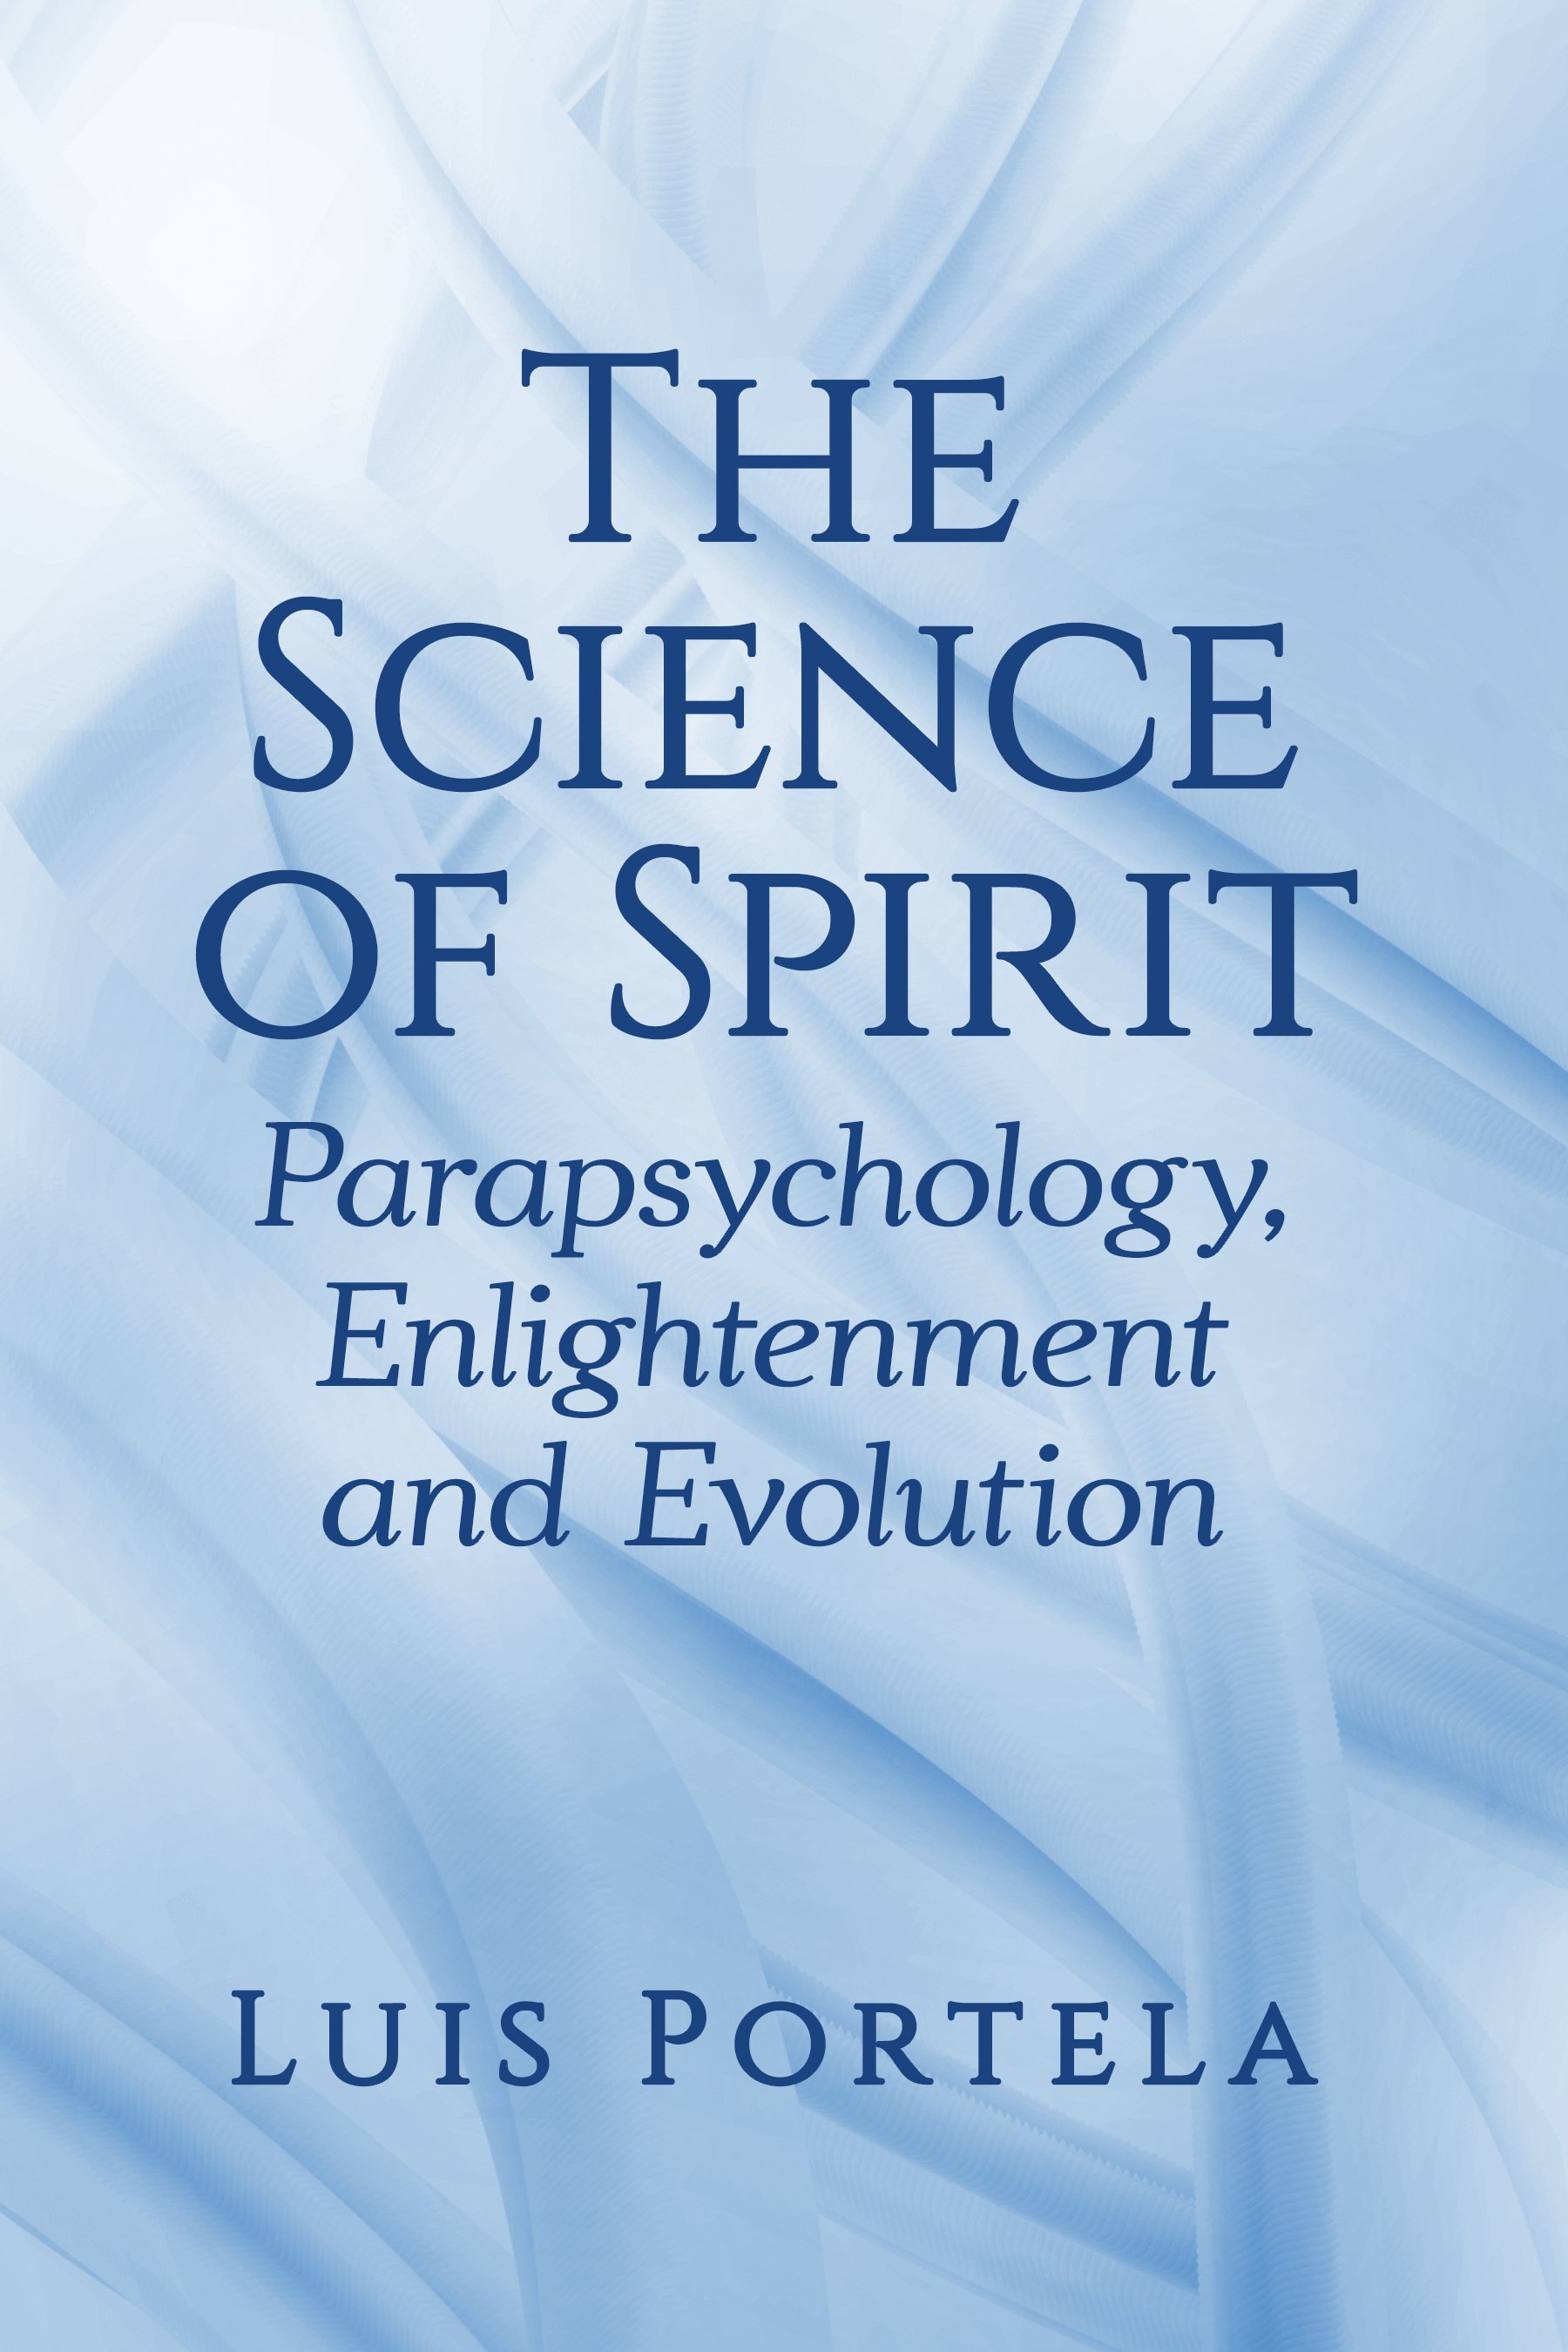 The
Science
of Spirit
Parapsychology,
Enlightenment
and Evolution
Luis Portela